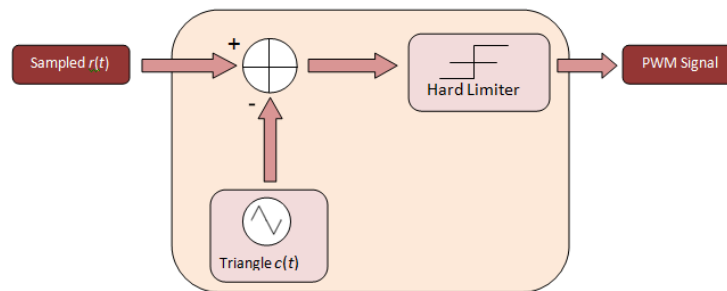 +
Sampled r(t)
-
Hard Limiter
PWM Signal
Triangle c(t)